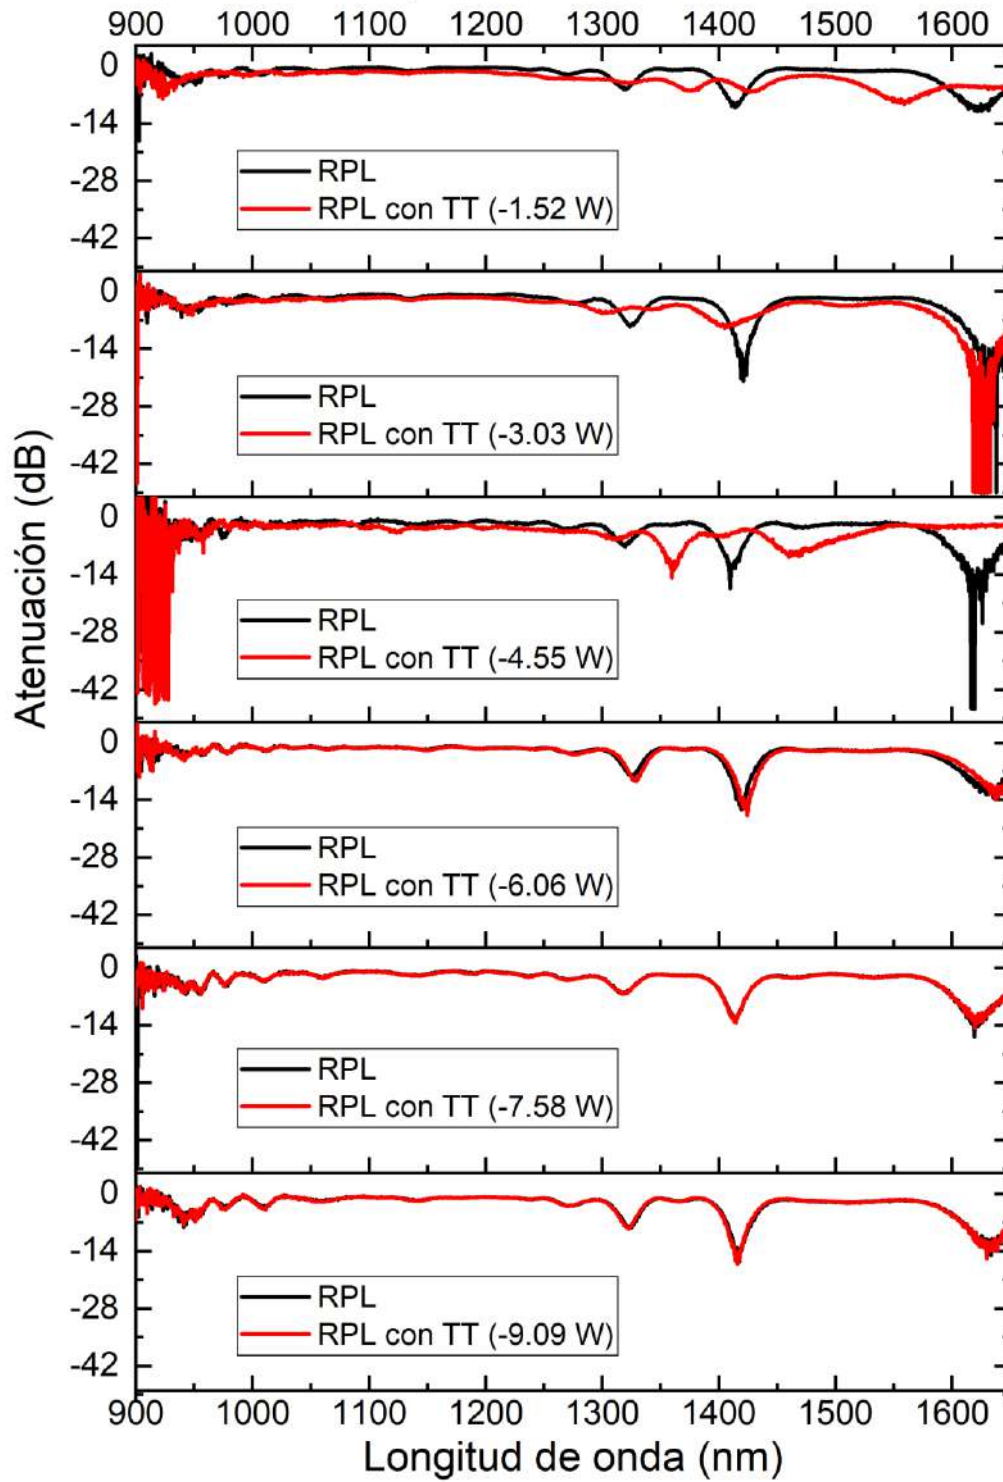 900 1000 1100 1200 1300 1400 1500 1600
0
-14
-28
-42
RPL
RPL con TT (-1.52 W)
0
-14
-28
-42
RPL
RPL con TT (-3.03 W)
0
-14
-28
-42
RPL
RPL con TT (-4.55 W)
0
-14
-28
-42
RPL
RPL con TT (-6.06 W)
0
-14
-28
-42
RPL
RPL con TT (-7.58 W)
0
-14
-28
-42
RPL
RPL con TT (-9.09 W)
Atenuación (dB)
900 1000 1100 1200 1300 1400 1500 1600
Longitud de onda (nm)